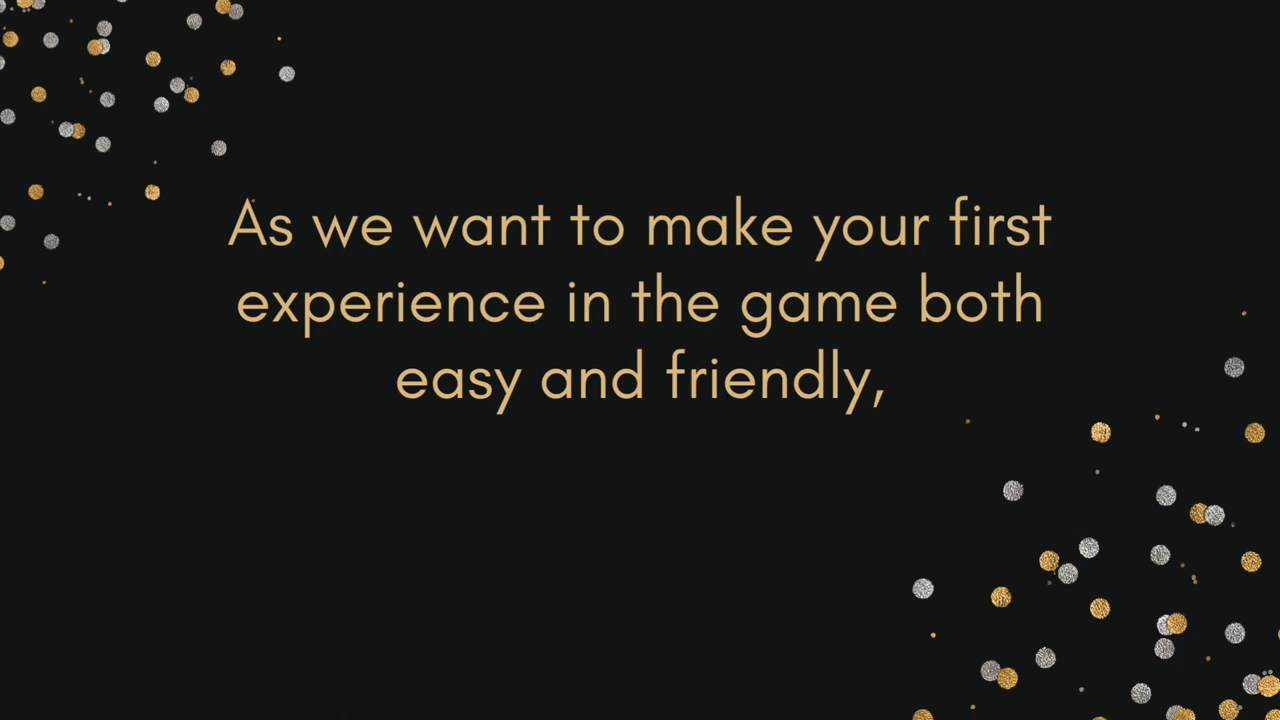 As we want to make your first
experience in the game both
easy and friendly,